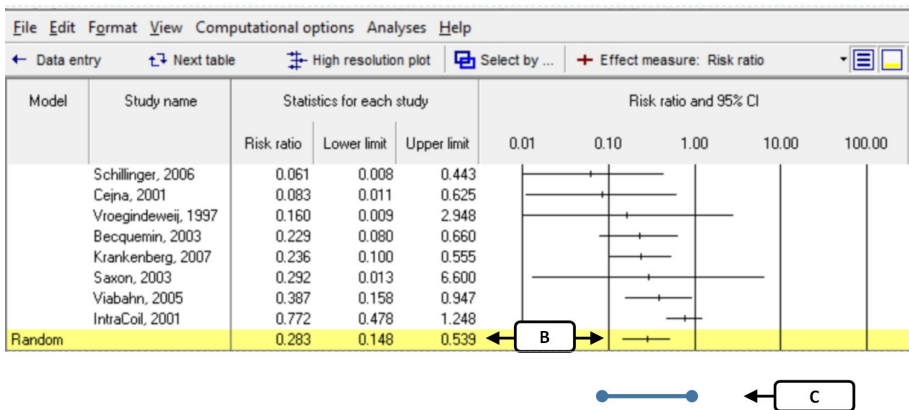 File Edit Format View Computational options Analyses Help
Data entry Next table High resolution plot Select by ... Effect measure: Risk ratio
Model Study name Statistics for each study Risk ratio and 95% CI
Risk ratio Lower limit Upper limit 0.01 0.10 1.00 10.00 100.00
Schillinger, 2006 0.061 0.008 0.443
Cejna, 2001 0.083 0.011 0.625
Vroegindeweij, 1997 0.160 0.009 2.948
Becquemin, 2003 0.229 0.080 0.660
Krankenberg, 2007 0.236 0.100 0.555
Saxon, 2003 0.292 0.013 6.600
Viabahn, 2005 0.387 0.158 0.947
IntraCoil, 2001 0.772 0.478 1.248
Random 0.283 0.148 0.539 B
C